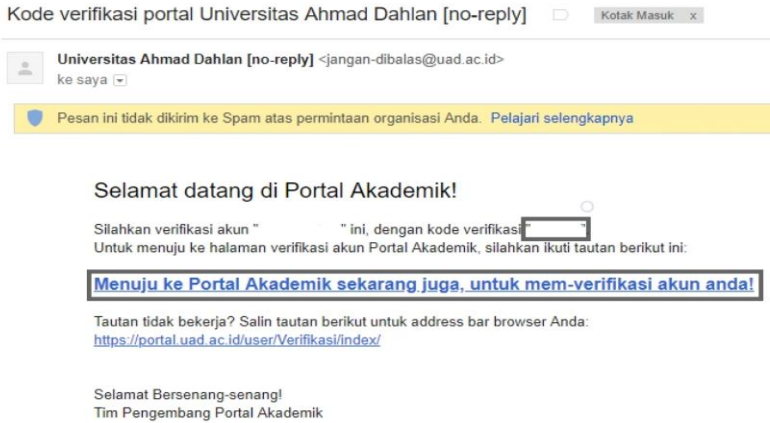 Kode verifikasi portal Universitas Ahmad Dahlan [no-reply] Kotak Masuk x
Universitas Ahmad Dahlan [no-reply] <jangan-dibalas@uad.ac.id>
ke saya
Pesan ini tidak dikirim ke Spam atas permintaan organisasi Anda. Pelajari selengkapnya
Selamat datang di Portal Akademik!
Silahkan verifikasi akun " " ini, dengan kode verifikasi " ".
Untuk menuju ke halaman verifikasi akun Portal Akademik, silahkan ikuti tautan berikut ini:
Menuju ke Portal Akademik sekarang juga, untuk mem-verifikasi akun anda!
Tautan tidak bekerja? Salin tautan berikut untuk address bar browser Anda:
https://portal.uad.ac.id/user/Verifikasi/index/
Selamat Bersenang-senang!
Tim Pengembang Portal Akademik